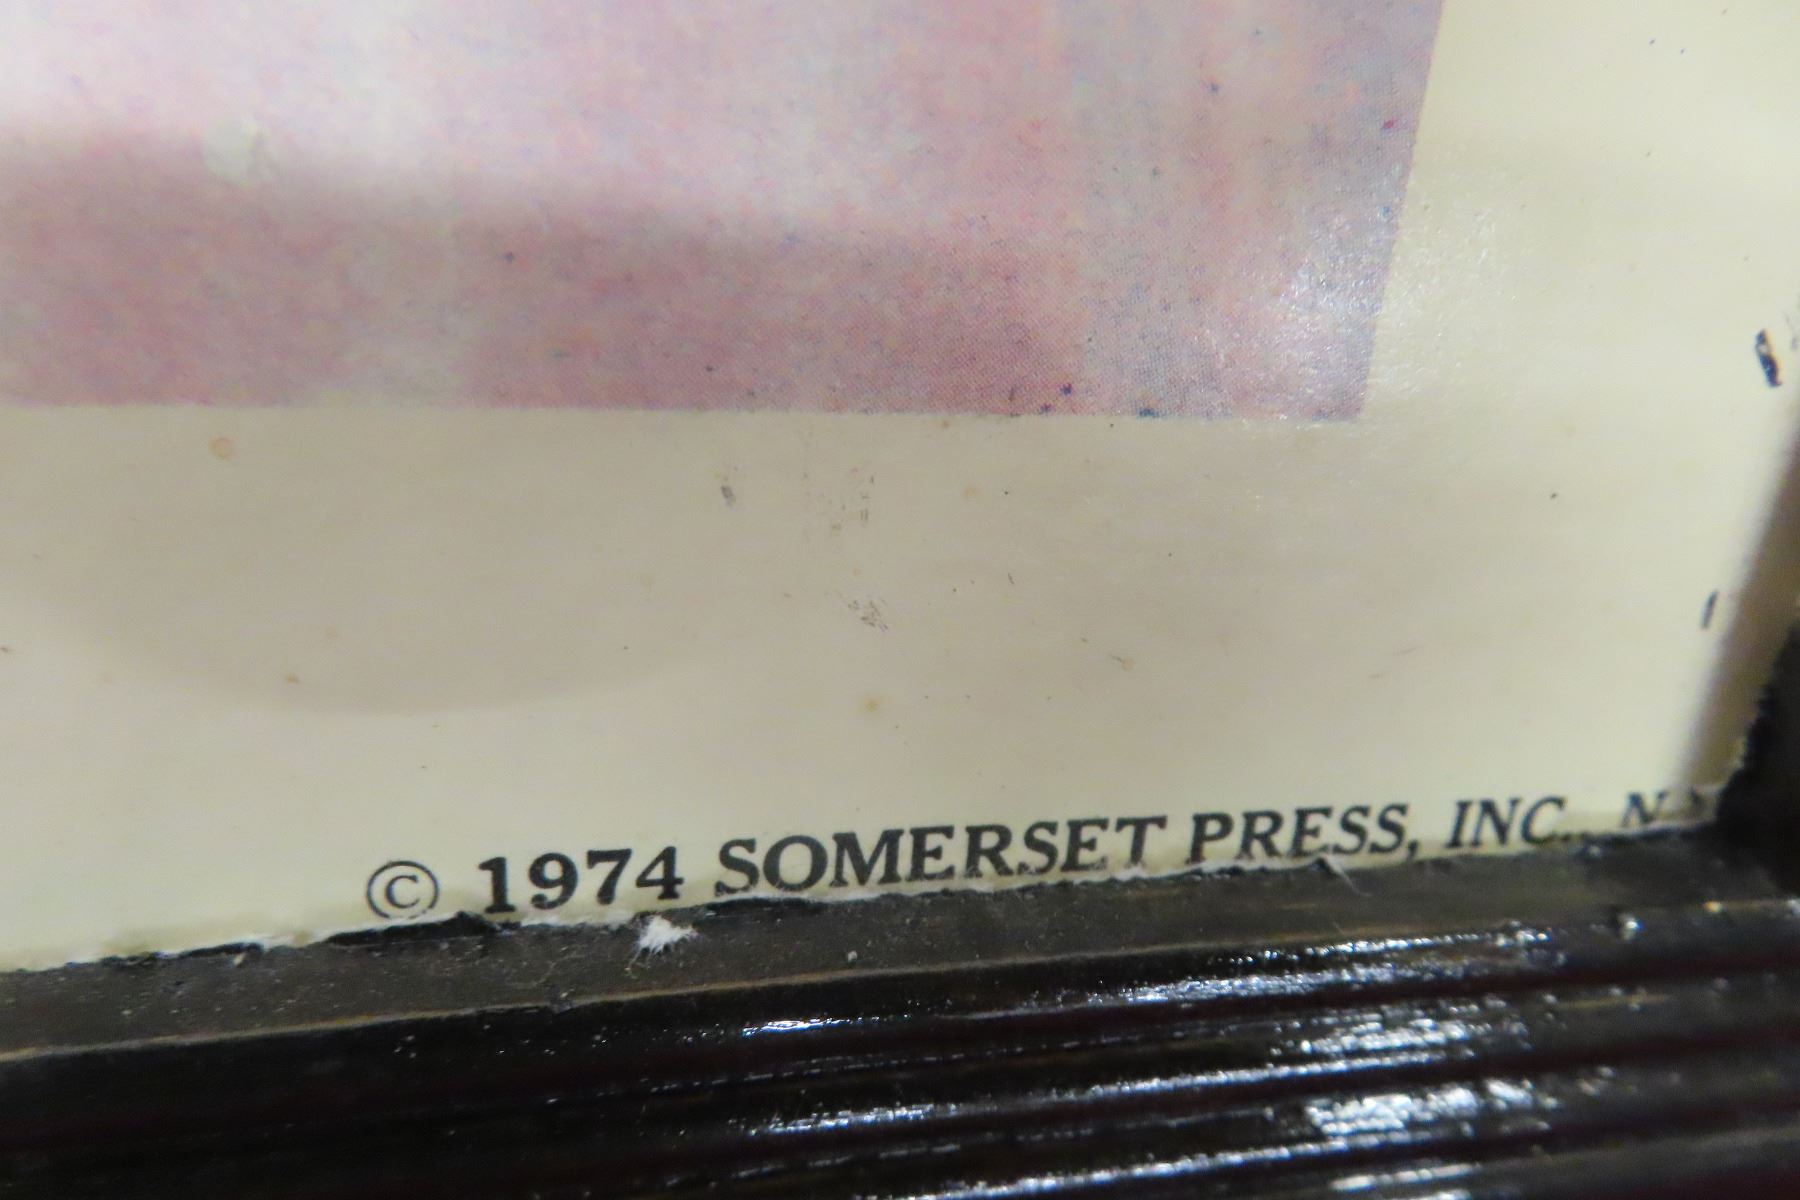 © 1974 SOMERSET PRESS, INC., N.